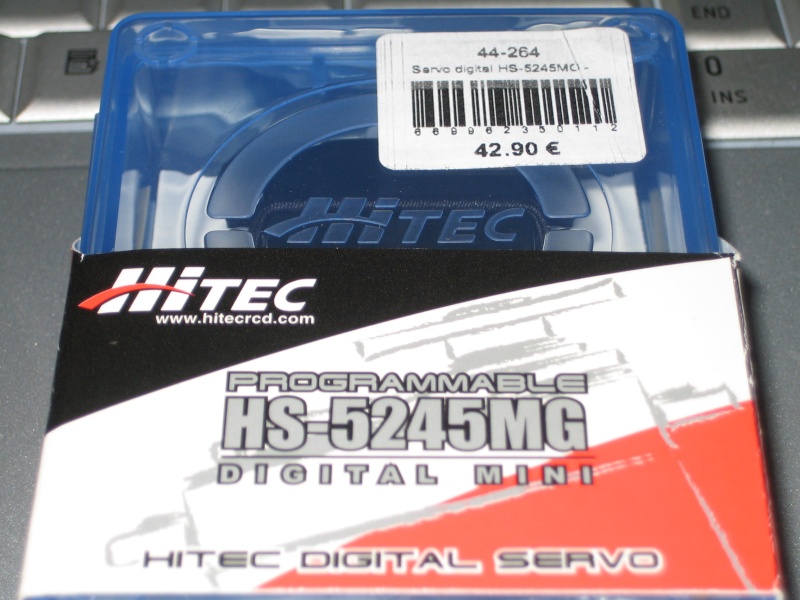 END
0
INS
44-264
Servo digital HS-5245MG -
669962350112
42.90 €
HITEC
HITEC
www.hitecrcd.com
PROGRAMMABLE
HS-5245MG
DIGITAL MINI
HITEC DIGITAL SERVO